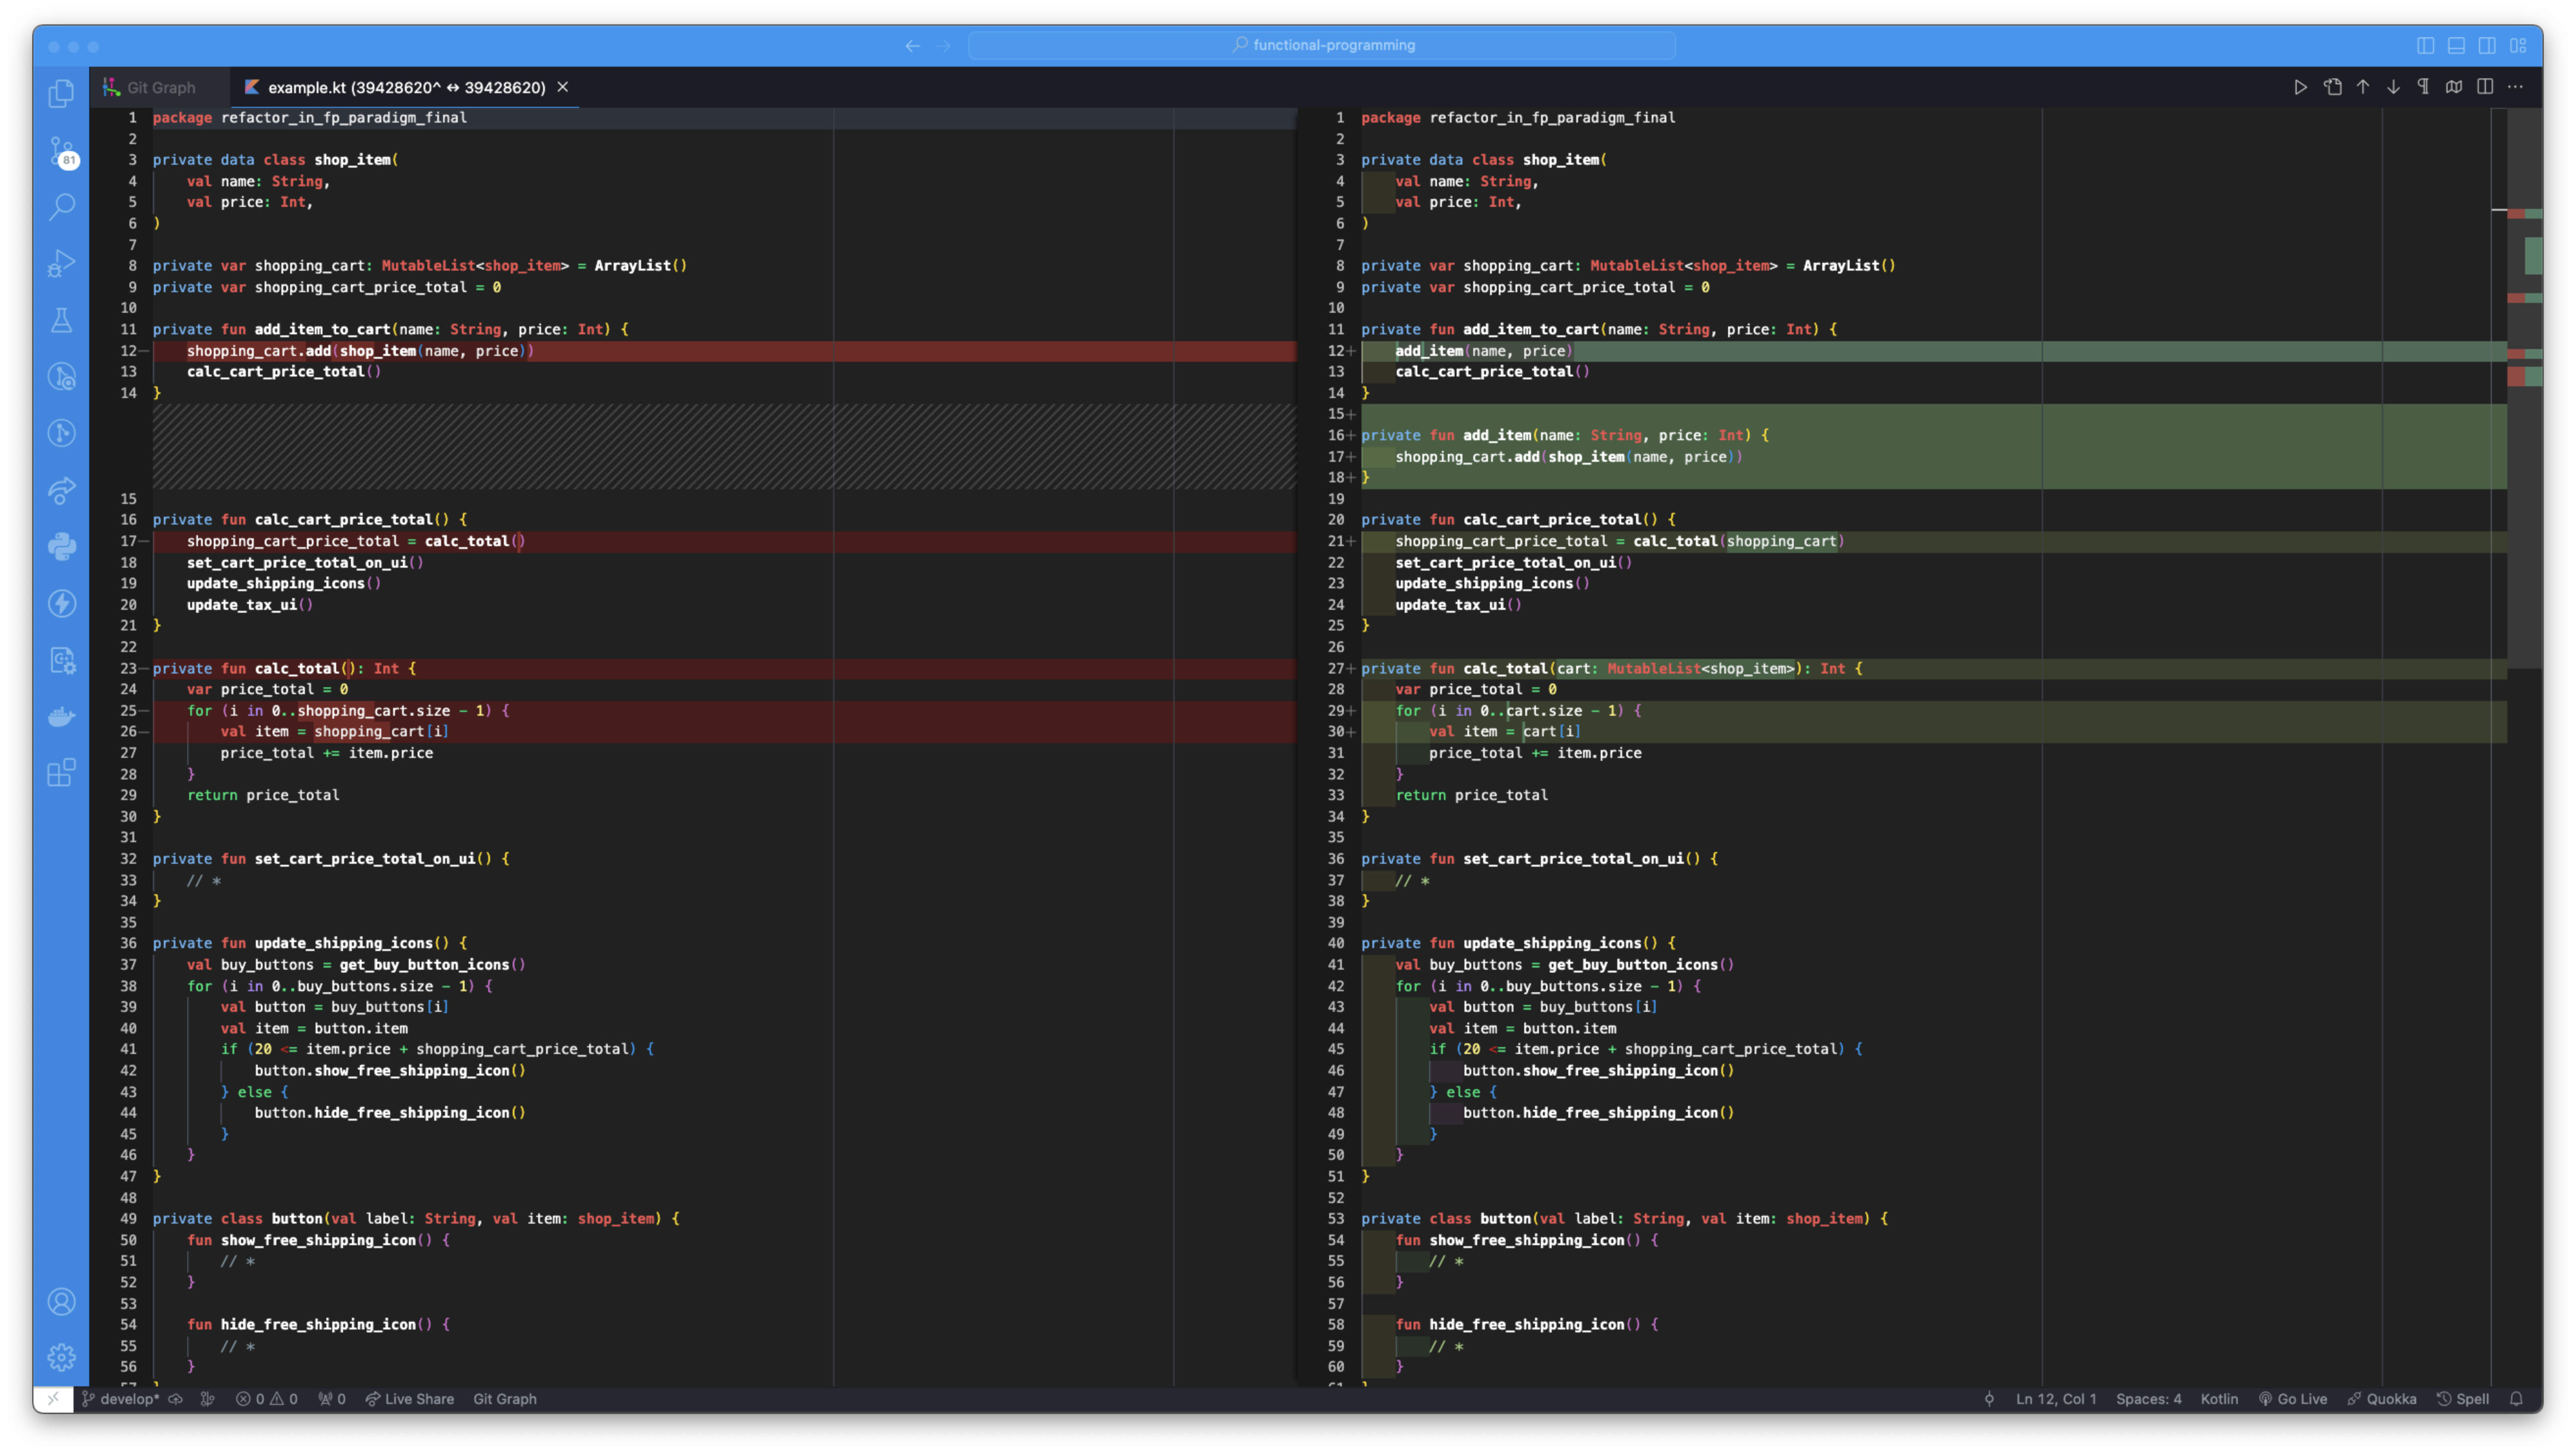 functional-programming
Git Graph
example.kt (39428620^ ↔ 39428620)
81
1 package refactor_in_fp_paradigm_final
2
3 private data class shop_item(
4     val name: String,
5     val price: Int,
6 )
7
8 private var shopping_cart: MutableList<shop_item> = ArrayList()
9 private var shopping_cart_price_total = 0
10
11 private fun add_item_to_cart(name: String, price: Int) {
12−     shopping_cart.add(shop_item(name, price))
13     calc_cart_price_total()
14 }
15
16 private fun calc_cart_price_total() {
17−     shopping_cart_price_total = calc_total()
18     set_cart_price_total_on_ui()
19     update_shipping_icons()
20     update_tax_ui()
21 }
22
23− private fun calc_total(): Int {
24     var price_total = 0
25−     for (i in 0..shopping_cart.size - 1) {
26−         val item = shopping_cart[i]
27         price_total += item.price
28     }
29     return price_total
30 }
31
32 private fun set_cart_price_total_on_ui() {
33     // *
34 }
35
36 private fun update_shipping_icons() {
37     val buy_buttons = get_buy_button_icons()
38     for (i in 0..buy_buttons.size - 1) {
39         val button = buy_buttons[i]
40         val item = button.item
41         if (20 <= item.price + shopping_cart_price_total) {
42             button.show_free_shipping_icon()
43         } else {
44             button.hide_free_shipping_icon()
45         }
46     }
47 }
48
49 private class button(val label: String, val item: shop_item) {
50     fun show_free_shipping_icon() {
51         // *
52     }
53
54     fun hide_free_shipping_icon() {
55         // *
56     }
1 package refactor_in_fp_paradigm_final
2
3 private data class shop_item(
4     val name: String,
5     val price: Int,
6 )
7
8 private var shopping_cart: MutableList<shop_item> = ArrayList()
9 private var shopping_cart_price_total = 0
10
11 private fun add_item_to_cart(name: String, price: Int) {
12+     add_item(name, price)
13     calc_cart_price_total()
14 }
15+
16+ private fun add_item(name: String, price: Int) {
17+     shopping_cart.add(shop_item(name, price))
18+ }
19
20 private fun calc_cart_price_total() {
21+     shopping_cart_price_total = calc_total(shopping_cart)
22     set_cart_price_total_on_ui()
23     update_shipping_icons()
24     update_tax_ui()
25 }
26
27+ private fun calc_total(cart: MutableList<shop_item>): Int {
28     var price_total = 0
29+     for (i in 0..cart.size - 1) {
30+         val item = cart[i]
31         price_total += item.price
32     }
33     return price_total
34 }
35
36 private fun set_cart_price_total_on_ui() {
37     // *
38 }
39
40 private fun update_shipping_icons() {
41     val buy_buttons = get_buy_button_icons()
42     for (i in 0..buy_buttons.size - 1) {
43         val button = buy_buttons[i]
44         val item = button.item
45         if (20 <= item.price + shopping_cart_price_total) {
46             button.show_free_shipping_icon()
47         } else {
48             button.hide_free_shipping_icon()
49         }
50     }
51 }
52
53 private class button(val label: String, val item: shop_item) {
54     fun show_free_shipping_icon() {
55         // *
56     }
57
58     fun hide_free_shipping_icon() {
59         // *
60     }
develop* 0 0 0 Live Share Git Graph Ln 12, Col 1 Spaces: 4 Kotlin Go Live Quokka Spell